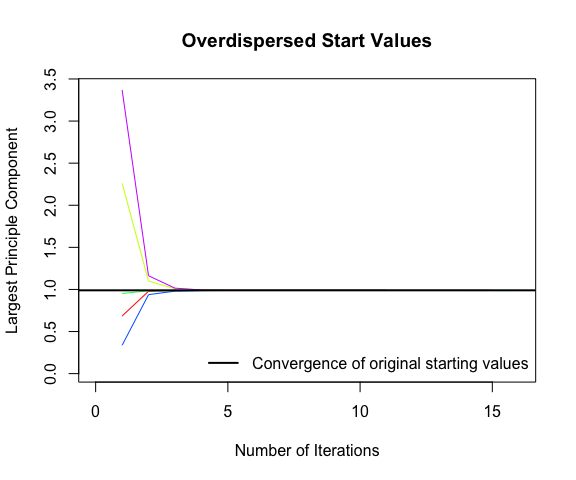 Overdispersed Start Values
Largest Principle Component
3.5
3.0
2.5
2.0
1.5
1.0
0.5
0.0
Convergence of original starting values
0 5 10 15
Number of Iterations